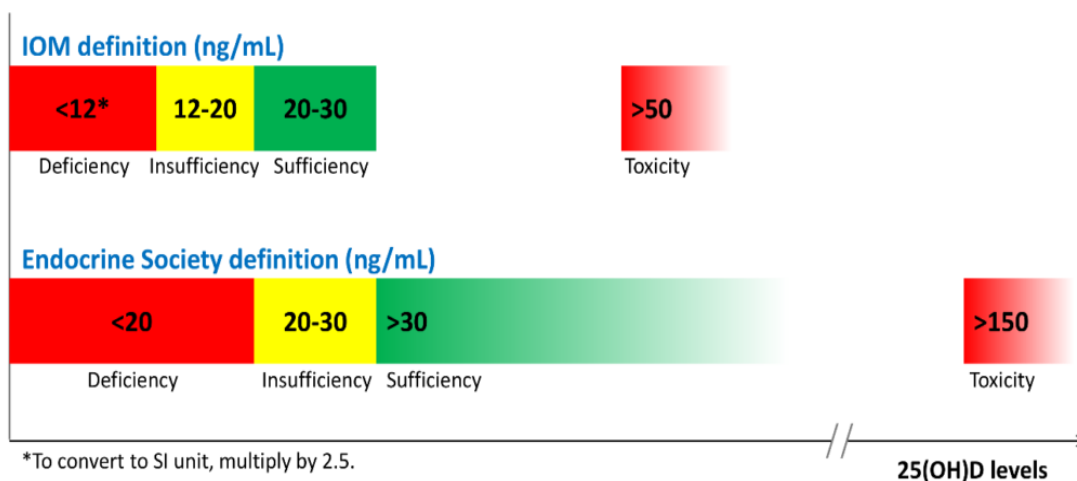 IOM definition (ng/mL)
<12* 12-20 20-30 >50
Deficiency Insufficiency Sufficiency Toxicity
Endocrine Society definition (ng/mL)
<20 20-30 >30 >150
Deficiency Insufficiency Sufficiency Toxicity
*To convert to SI unit, multiply by 2.5.
25(OH)D levels